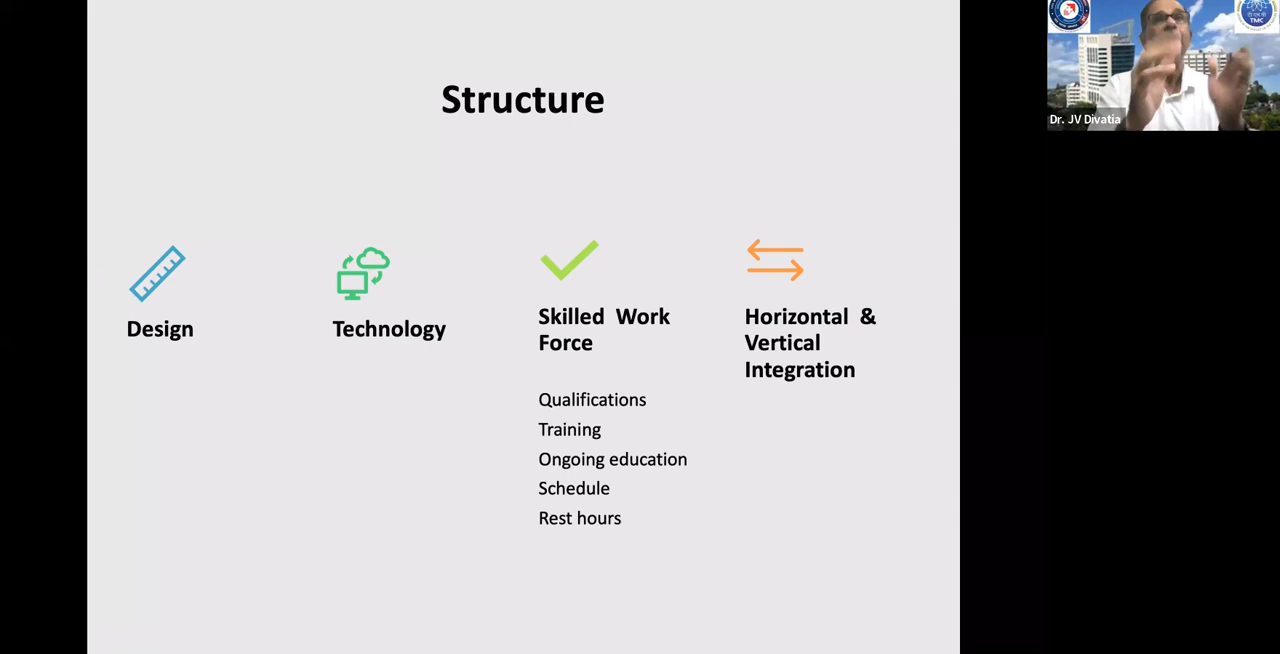 Structure
Design
Technology
Skilled Work
Force
Qualifications
Training
Ongoing education
Schedule
Rest hours
Horizontal &
Vertical
Integration
TMC
Dr. JV Divatia